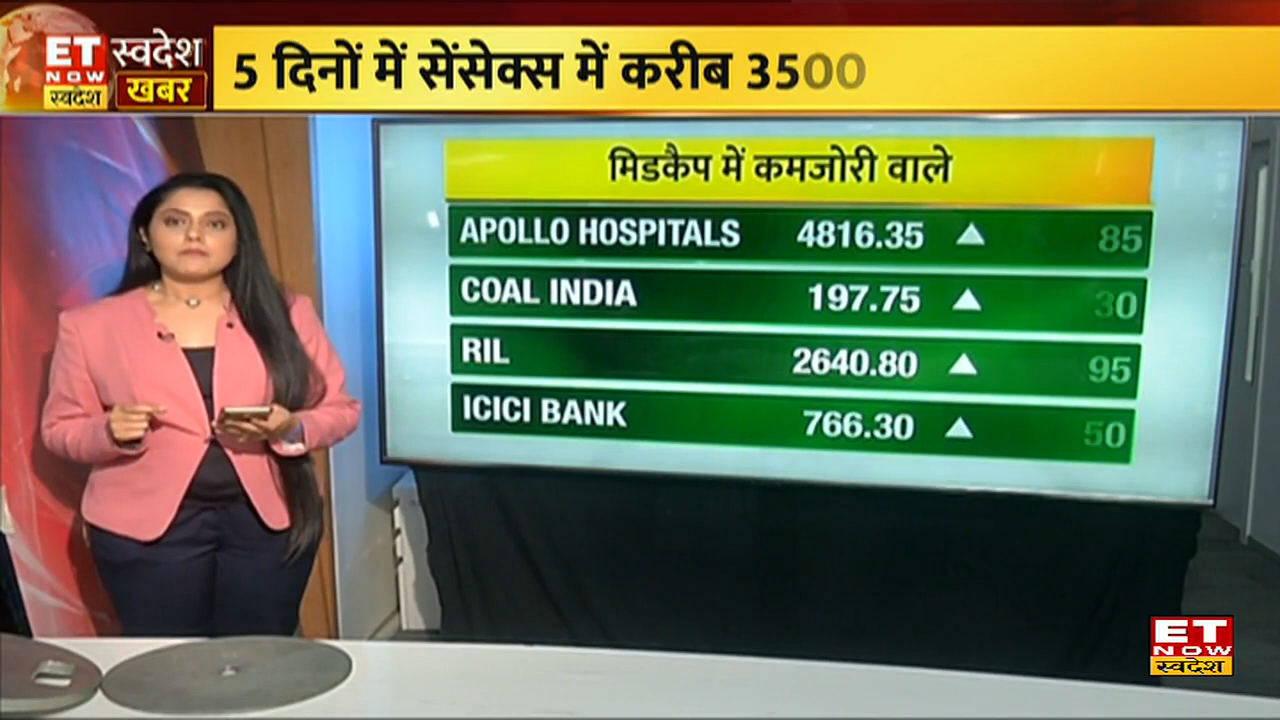 ET NOW स्वदेश
स्वदेश खबर
5 दिनों में सेंसेक्स में करीब 3500
मिडकैप में कमजोरी वाले
APOLLO HOSPITALS 4816.35 ▲ 85
COAL INDIA 197.75 ▲ 30
RIL 2640.80 ▲ 95
ICICI BANK 766.30 ▲ 50
ET NOW स्वदेश